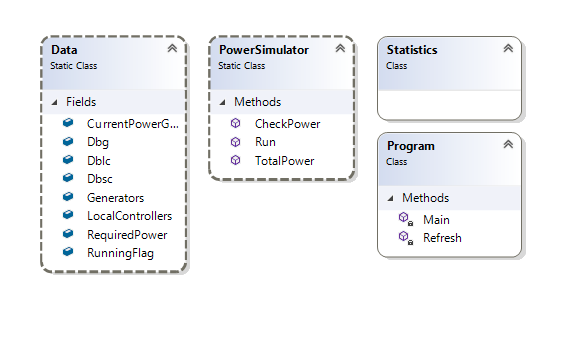 Data
Static Class
Fields
CurrentPowerG...
Dbg
Dblc
Dbsc
Generators
LocalControllers
RequiredPower
RunningFlag
PowerSimulator
Static Class
Methods
CheckPower
Run
TotalPower
Statistics
Class
Program
Class
Methods
Main
Refresh